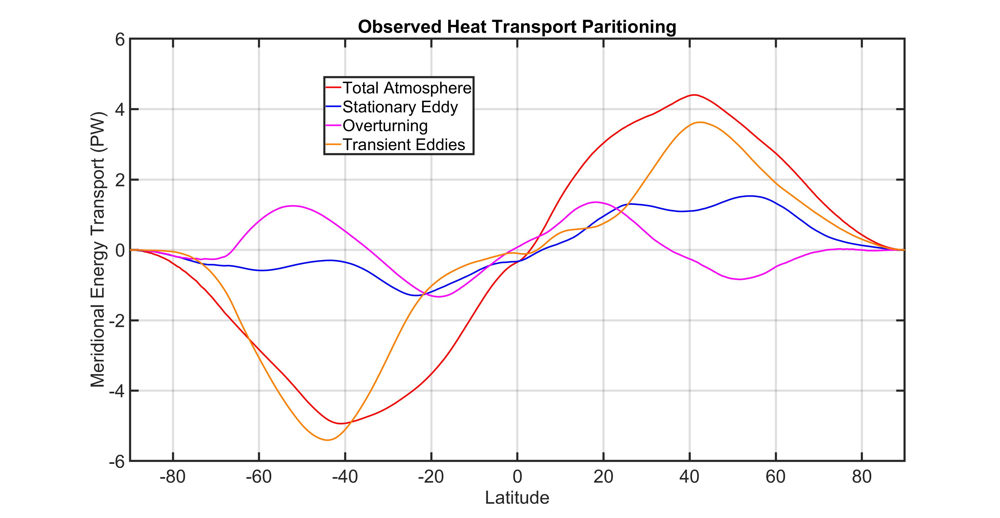 Observed Heat Transport Paritioning
6
4
2
0
-2
-4
-6
Meridional Energy Transport (PW)
Total Atmosphere
Stationary Eddy
Overturning
Transient Eddies
-80 -60 -40 -20 0 20 40 60 80
Latitude